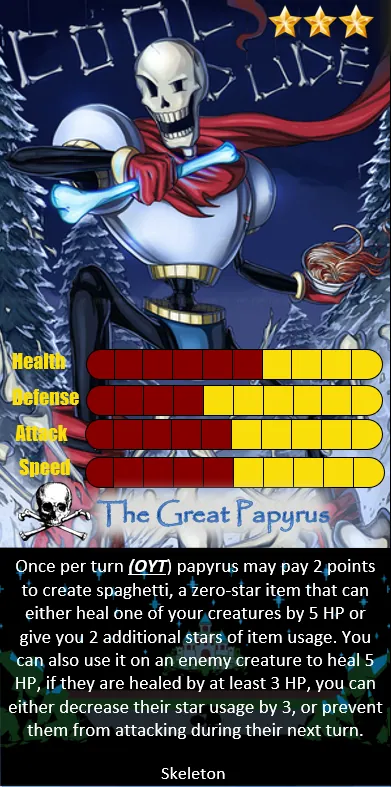 COOL
DUDE
Health
Defense
Attack
Speed
The Great Papyrus
Once per turn (OYT) papyrus may pay 2 points
to create spaghetti, a zero-star item that can
either heal one of your creatures by 5 HP or
give you 2 additional stars of item usage. You
can also use it on an enemy creature to heal 5
HP, if they are healed by at least 3 HP, you can
either decrease their star usage by 3, or prevent
them from attacking during their next turn.
Skeleton